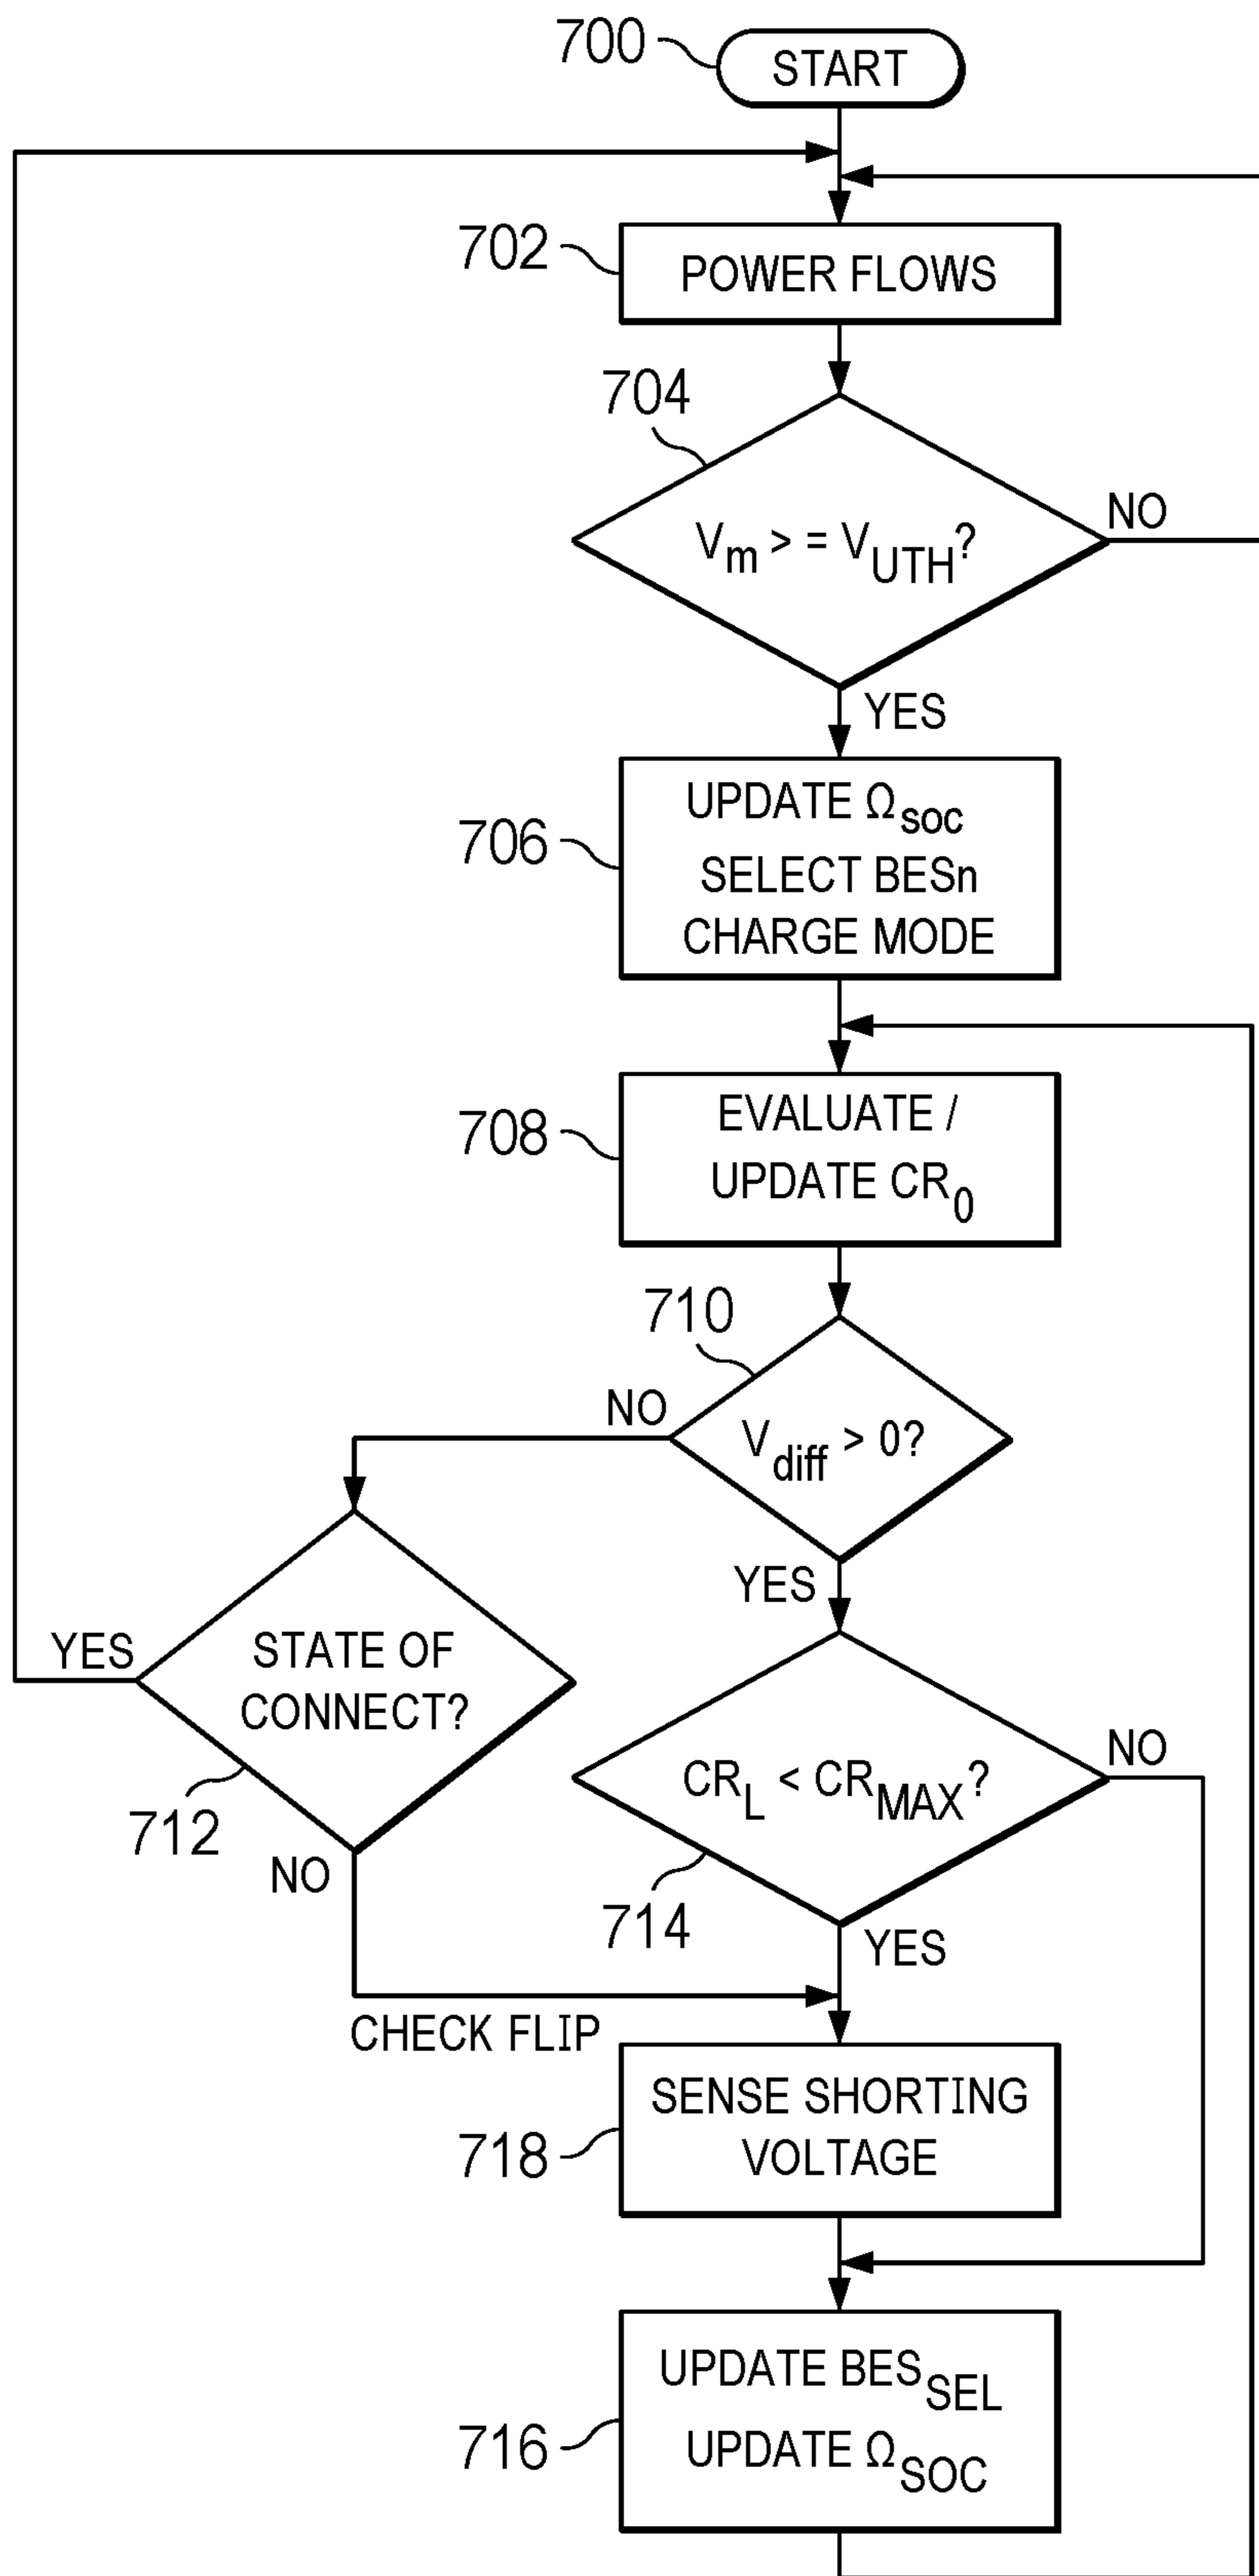 700
START
702
POWER FLOWS
704
Vm > = VUTH?
NO
YES
706
UPDATE Ωsoc
SELECT BESn
CHARGE MODE
708
EVALUATE /
UPDATE CR0
710
NO
Vdiff > 0?
YES
YES
STATE OF
CONNECT?
712
NO
CRL < CRMAX?
NO
714
YES
CHECK FLIP
718
SENSE SHORTING
VOLTAGE
716
UPDATE BESSEL
UPDATE ΩSOC